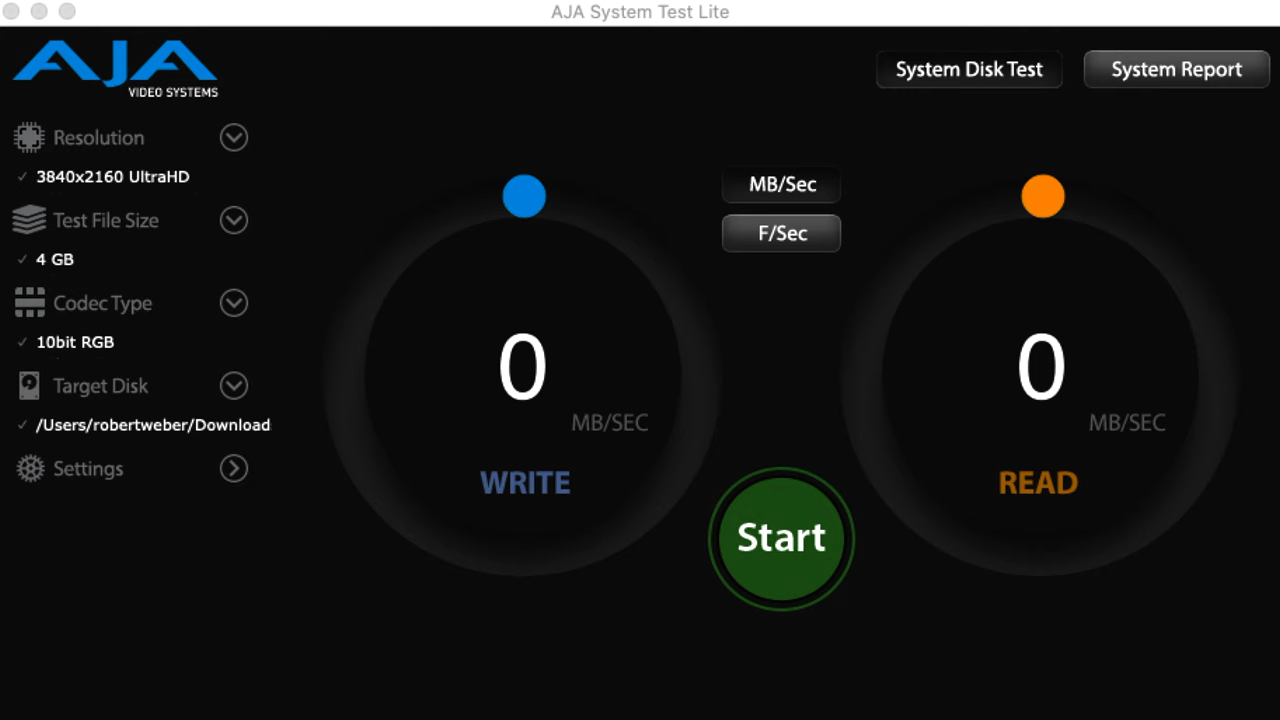 AJA System Test Lite
AJA
VIDEO SYSTEMS
System Disk Test
System Report
Resolution
3840x2160 UltraHD
Test File Size
4 GB
Codec Type
10bit RGB
Target Disk
/Users/robertweber/Download
Settings
MB/Sec
F/Sec
0
MB/SEC
WRITE
0
MB/SEC
READ
Start